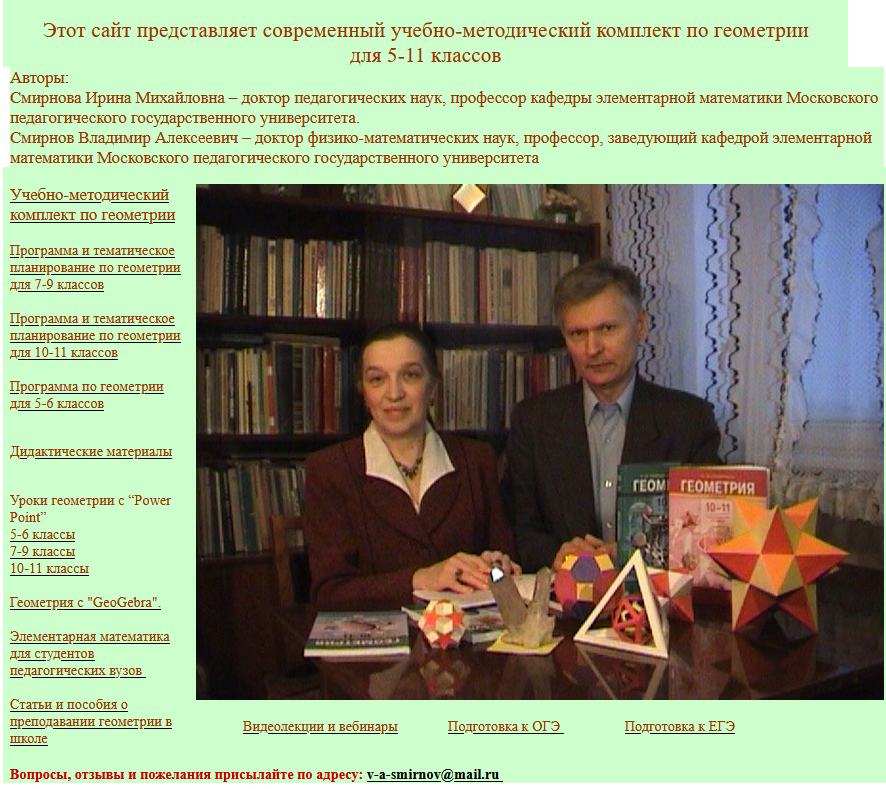 Этот сайт представляет современный учебно-методический комплект по геометрии
для 5-11 классов
Авторы:
Смирнова Ирина Михайловна – доктор педагогических наук, профессор кафедры элементарной математики Московского
педагогического государственного университета.
Смирнов Владимир Алексеевич – доктор физико-математических наук, профессор, заведующий кафедрой элементарной
математики Московского педагогического государственного университета
Учебно-методический
комплект по геометрии
Программа и тематическое
планирование по геометрии
для 7-9 классов
Программа и тематическое
планирование по геометрии
для 10-11 классов
Программа по геометрии
для 5-6 классов
Дидактические материалы
Уроки геометрии с “Power
Point”
5-6 классы
7-9 классы
10-11 классы
Геометрия с "GeoGebra".
Элементарная математика
для студентов
педагогических вузов
Статьи и пособия о
преподавании геометрии в
школе
ГЕОМ
ГЕОМЕТРИЯ
10-11
ГЕОМЕТРИЯ
Видеолекции и вебинары Подготовка к ОГЭ Подготовка к ЕГЭ
Вопросы, отзывы и пожелания присылайте по адресу: v-a-smirnov@mail.ru